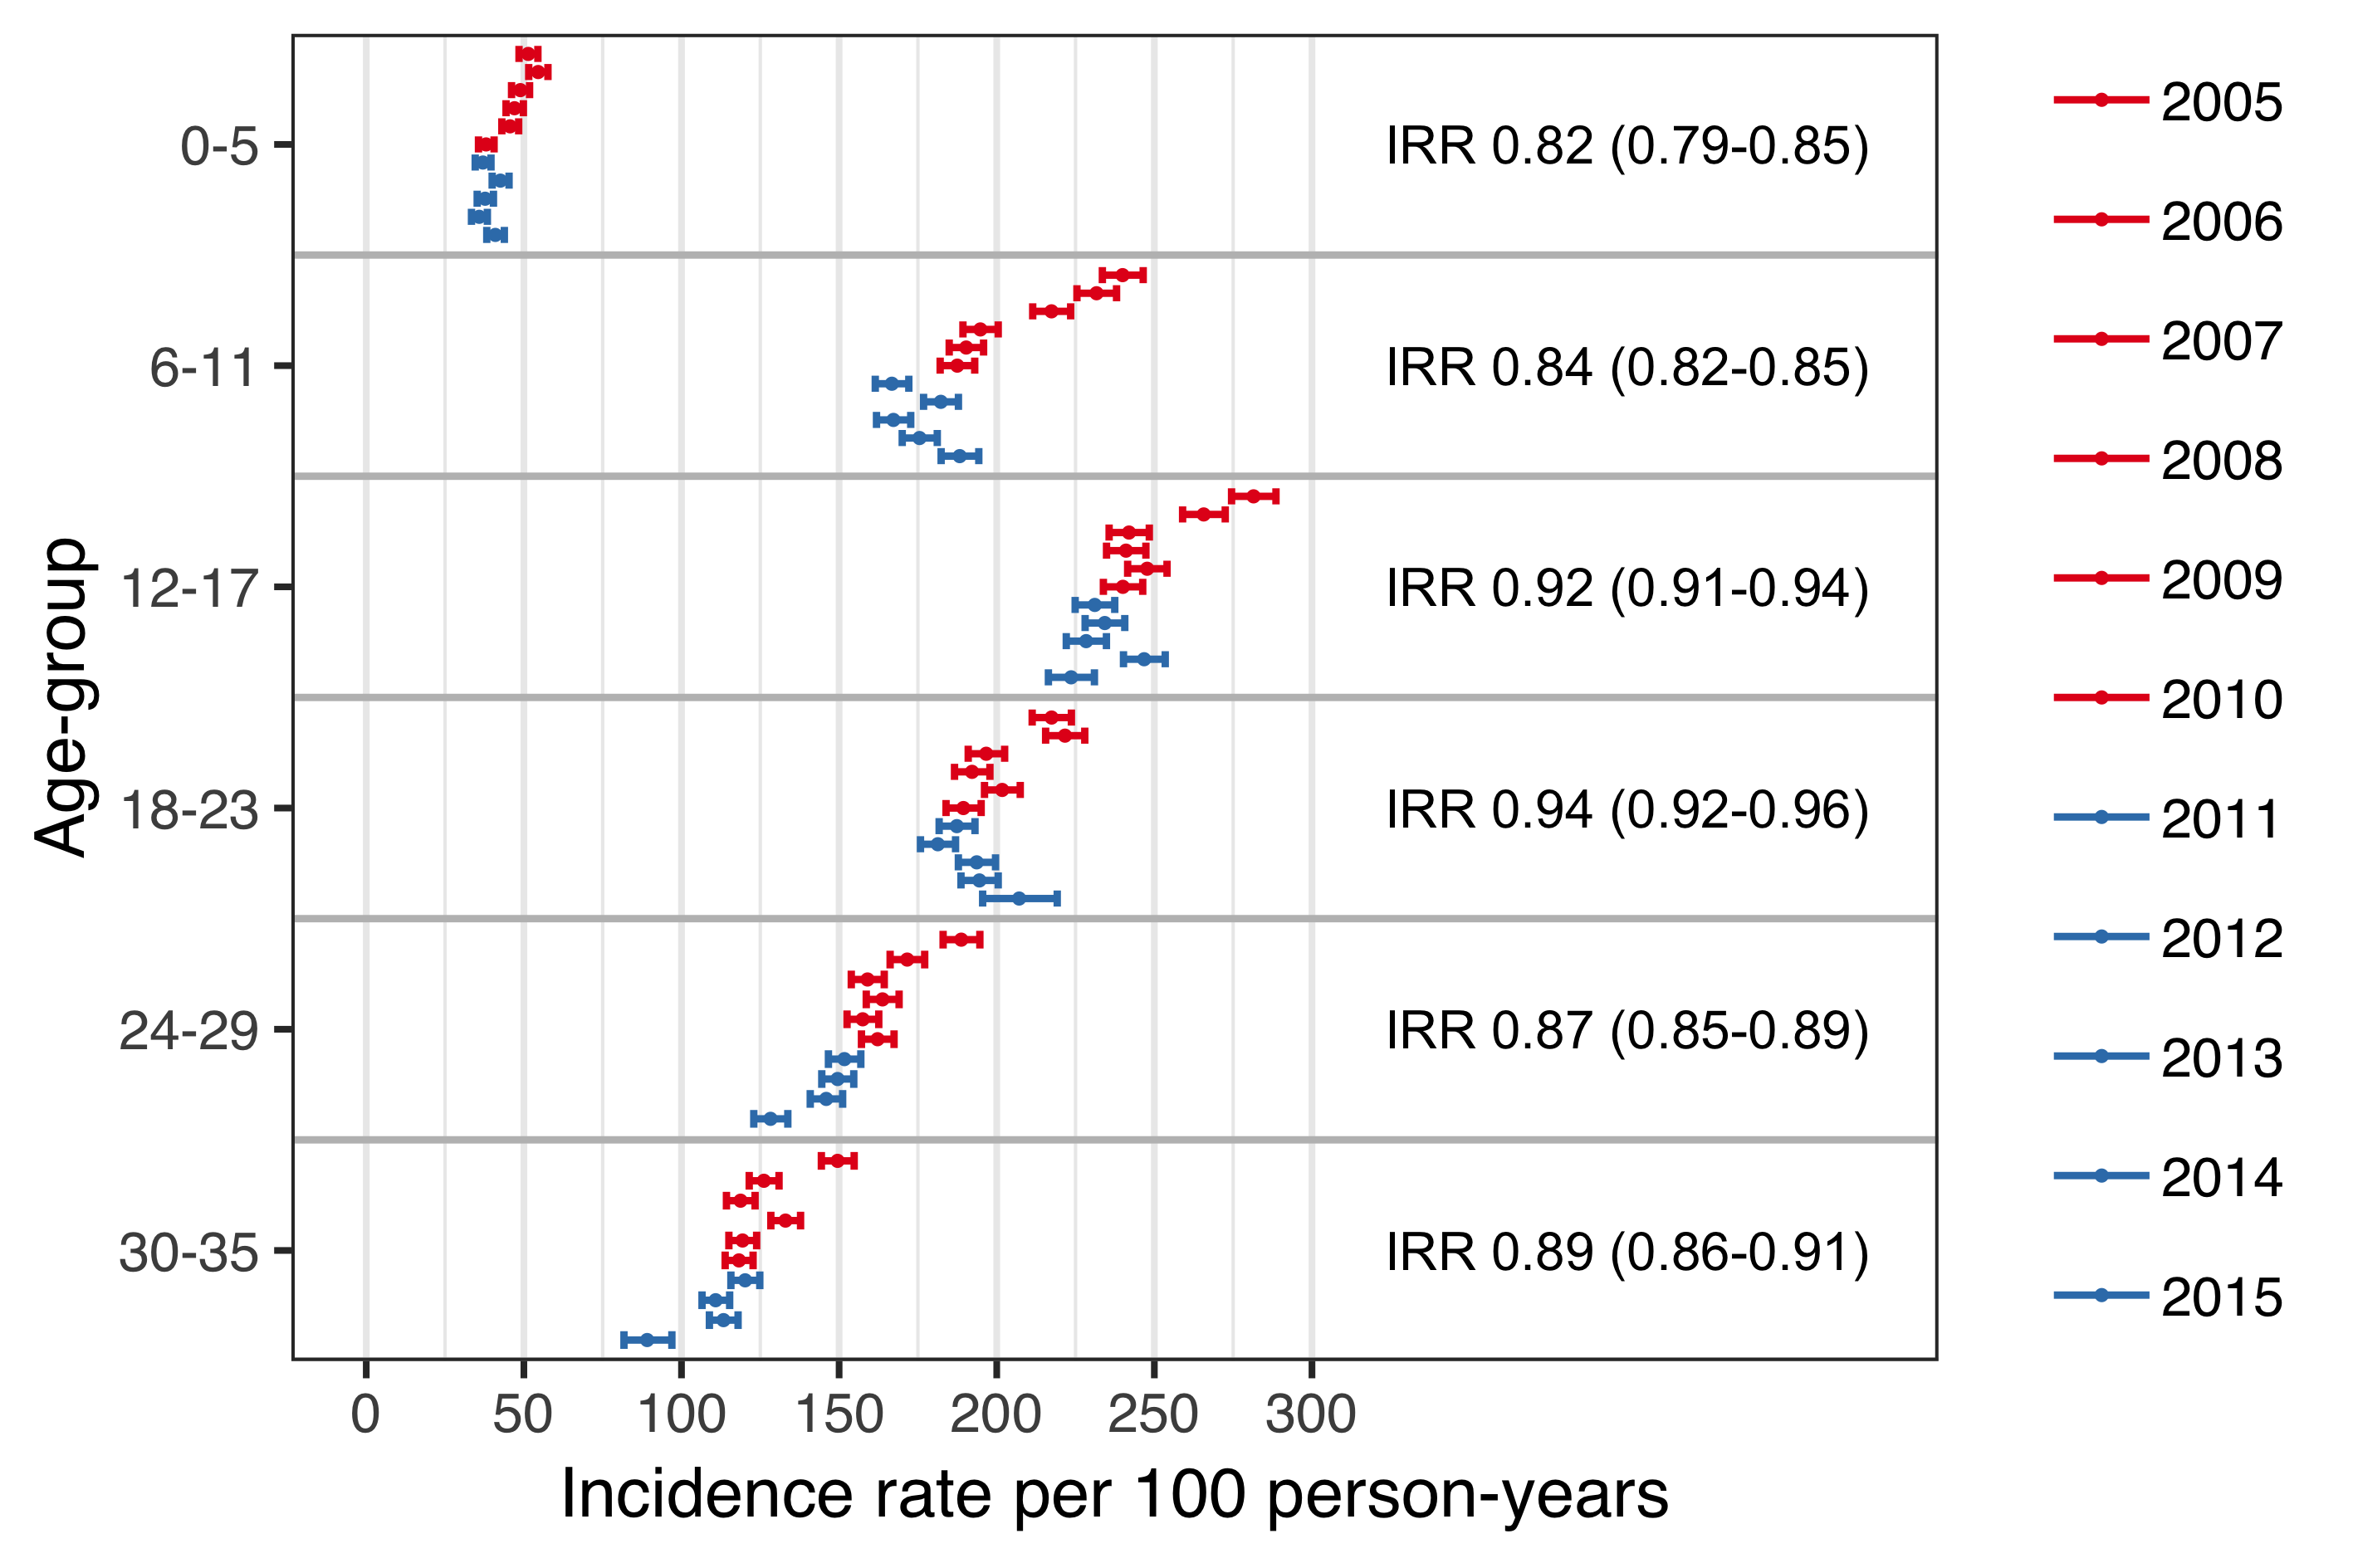 0-5
IRR 0.82 (0.79-0.85)
6-11
IRR 0.84 (0.82-0.85)
12-17
IRR 0.92 (0.91-0.94)
18-23
IRR 0.94 (0.92-0.96)
24-29
IRR 0.87 (0.85-0.89)
30-35
IRR 0.89 (0.86-0.91)
Age-group
0 50 100 150 200 250 300
Incidence rate per 100 person-years
2005
2006
2007
2008
2009
2010
2011
2012
2013
2014
2015